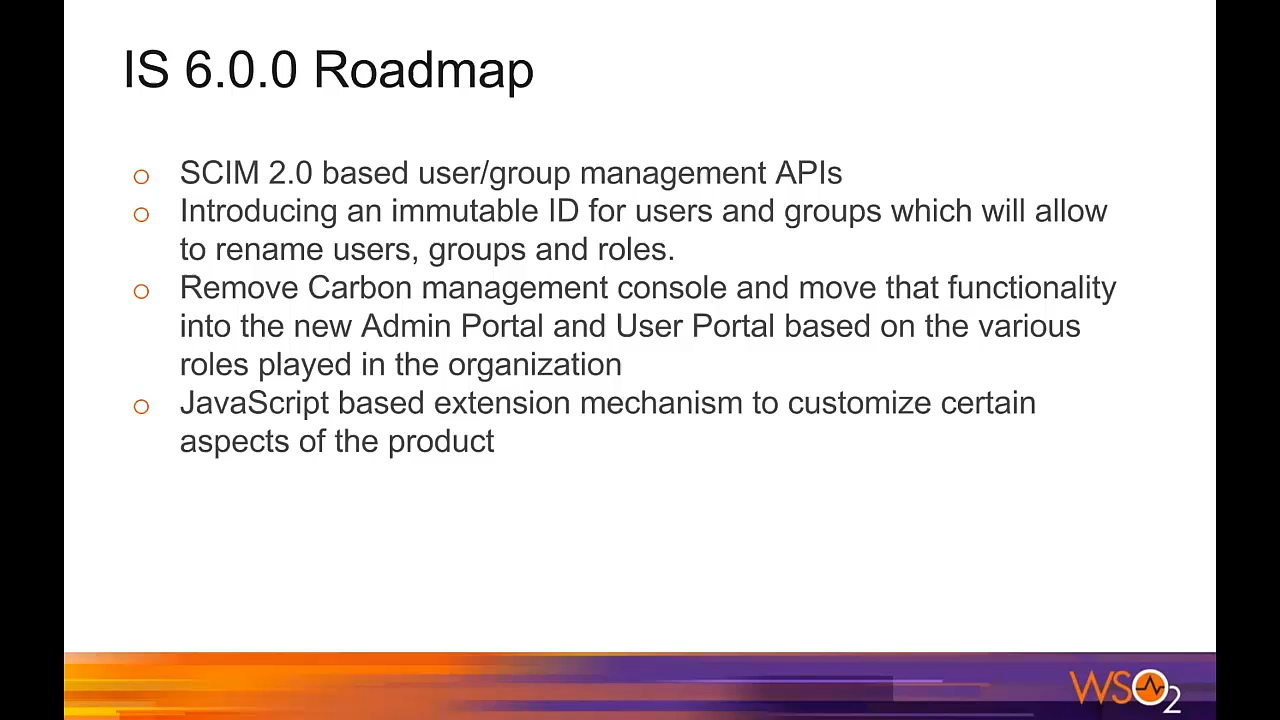 IS 6.0.0 Roadmap
SCIM 2.0 based user/group management APIs
Introducing an immutable ID for users and groups which will allow
to rename users, groups and roles.
Remove Carbon management console and move that functionality
into the new Admin Portal and User Portal based on the various
roles played in the organization
JavaScript based extension mechanism to customize certain
aspects of the product
WSO2